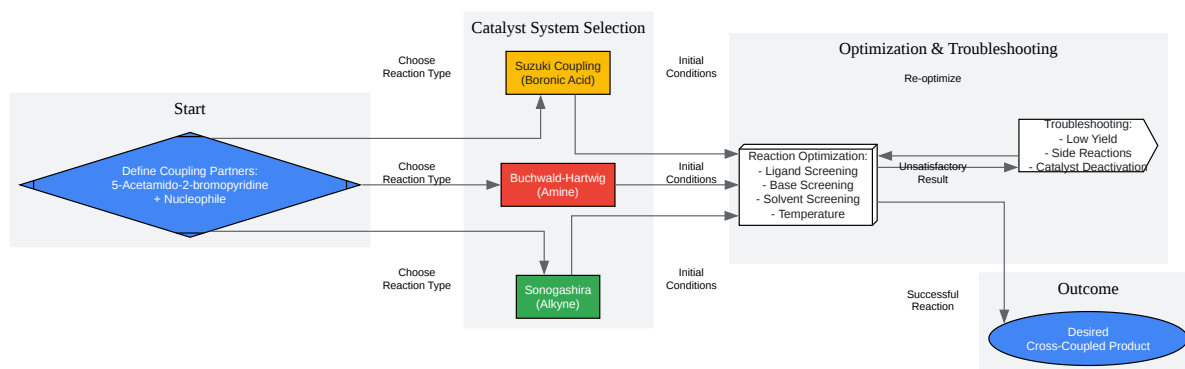 Start
Define Coupling Partners:
5-Acetamido-2-bromopyridine
+ Nucleophile
Choose
Reaction Type
Choose
Reaction Type
Choose
Reaction Type
Catalyst System Selection
Suzuki Coupling
(Boronic Acid)
Buchwald-Hartwig
(Amine)
Sonogashira
(Alkyne)
Initial
Conditions
Initial
Conditions
Initial
Conditions
Optimization & Troubleshooting
Re-optimize
Reaction Optimization:
- Ligand Screening
- Base Screening
- Solvent Screening
- Temperature
Unsatisfactory
Result
Troubleshooting:
- Low Yield
- Side Reactions
- Catalyst Deactivation
Successful
Reaction
Outcome
Desired
Cross-Coupled Product